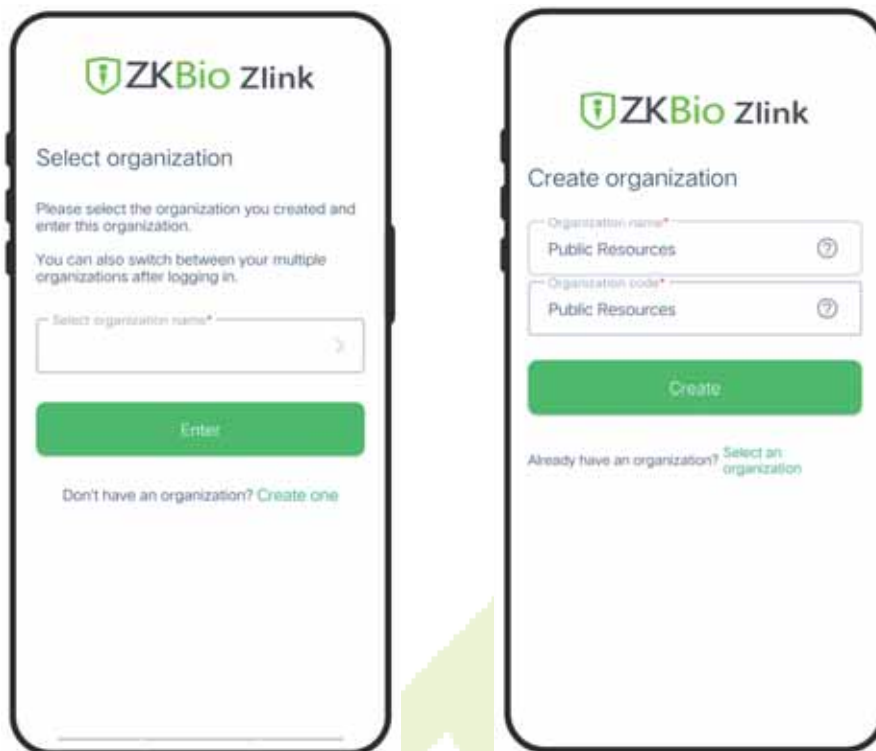 ZKBio Zlink
Select organization
Please select the organization you created and
enter this organization.
You can also switch between your multiple
organizations after logging in.
Select organization name*
Enter
Don't have an organization? Create one
ZKBio Zlink
Create organization
Organization name*
Public Resources
Organization code*
Public Resources
Create
Already have an organization? Select an
organization